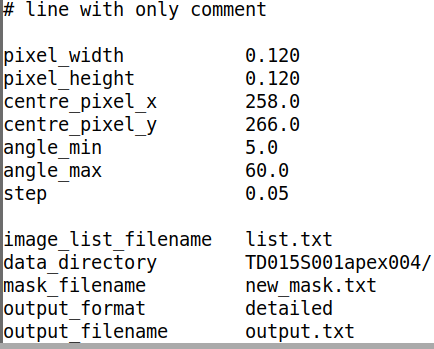 # line with only comment
pixel_width 0.120
pixel_height 0.120
centre_pixel_x 258.0
centre_pixel_y 266.0
angle_min 5.0
angle_max 60.0
step 0.05
image_list_filename list.txt
data_directory TD015S001apex004/
mask_filename new_mask.txt
output_format detailed
output_filename output.txt